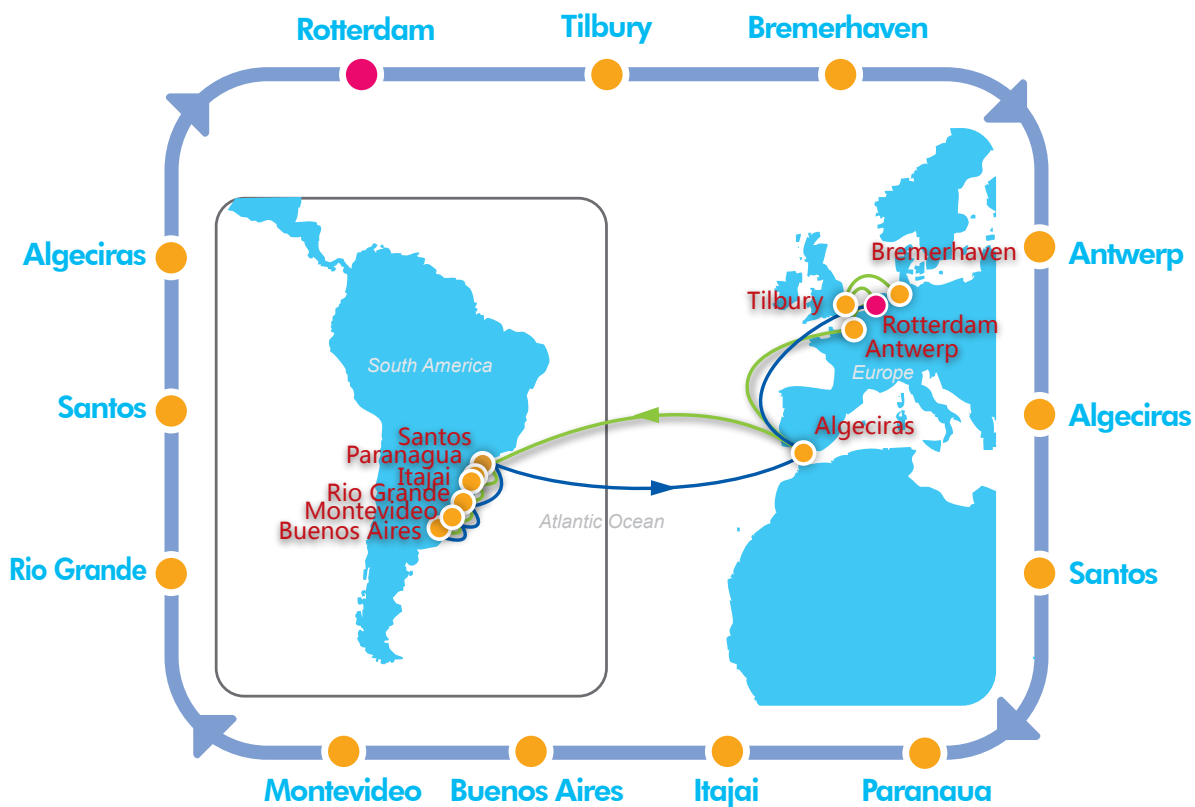 Rotterdam
Tilbury
Bremerhaven
Antwerp
Algeciras
Santos
Paranaua
Itajai
Buenos Aires
Montevideo
Rio Grande
Santos
Algeciras
Bremerhaven
Tilbury
Rotterdam
Antwerp
Europe
South America
Algeciras
Santos
Paranagua
Itajai
Rio Grande
Montevideo
Buenos Aires
Atlantic Ocean